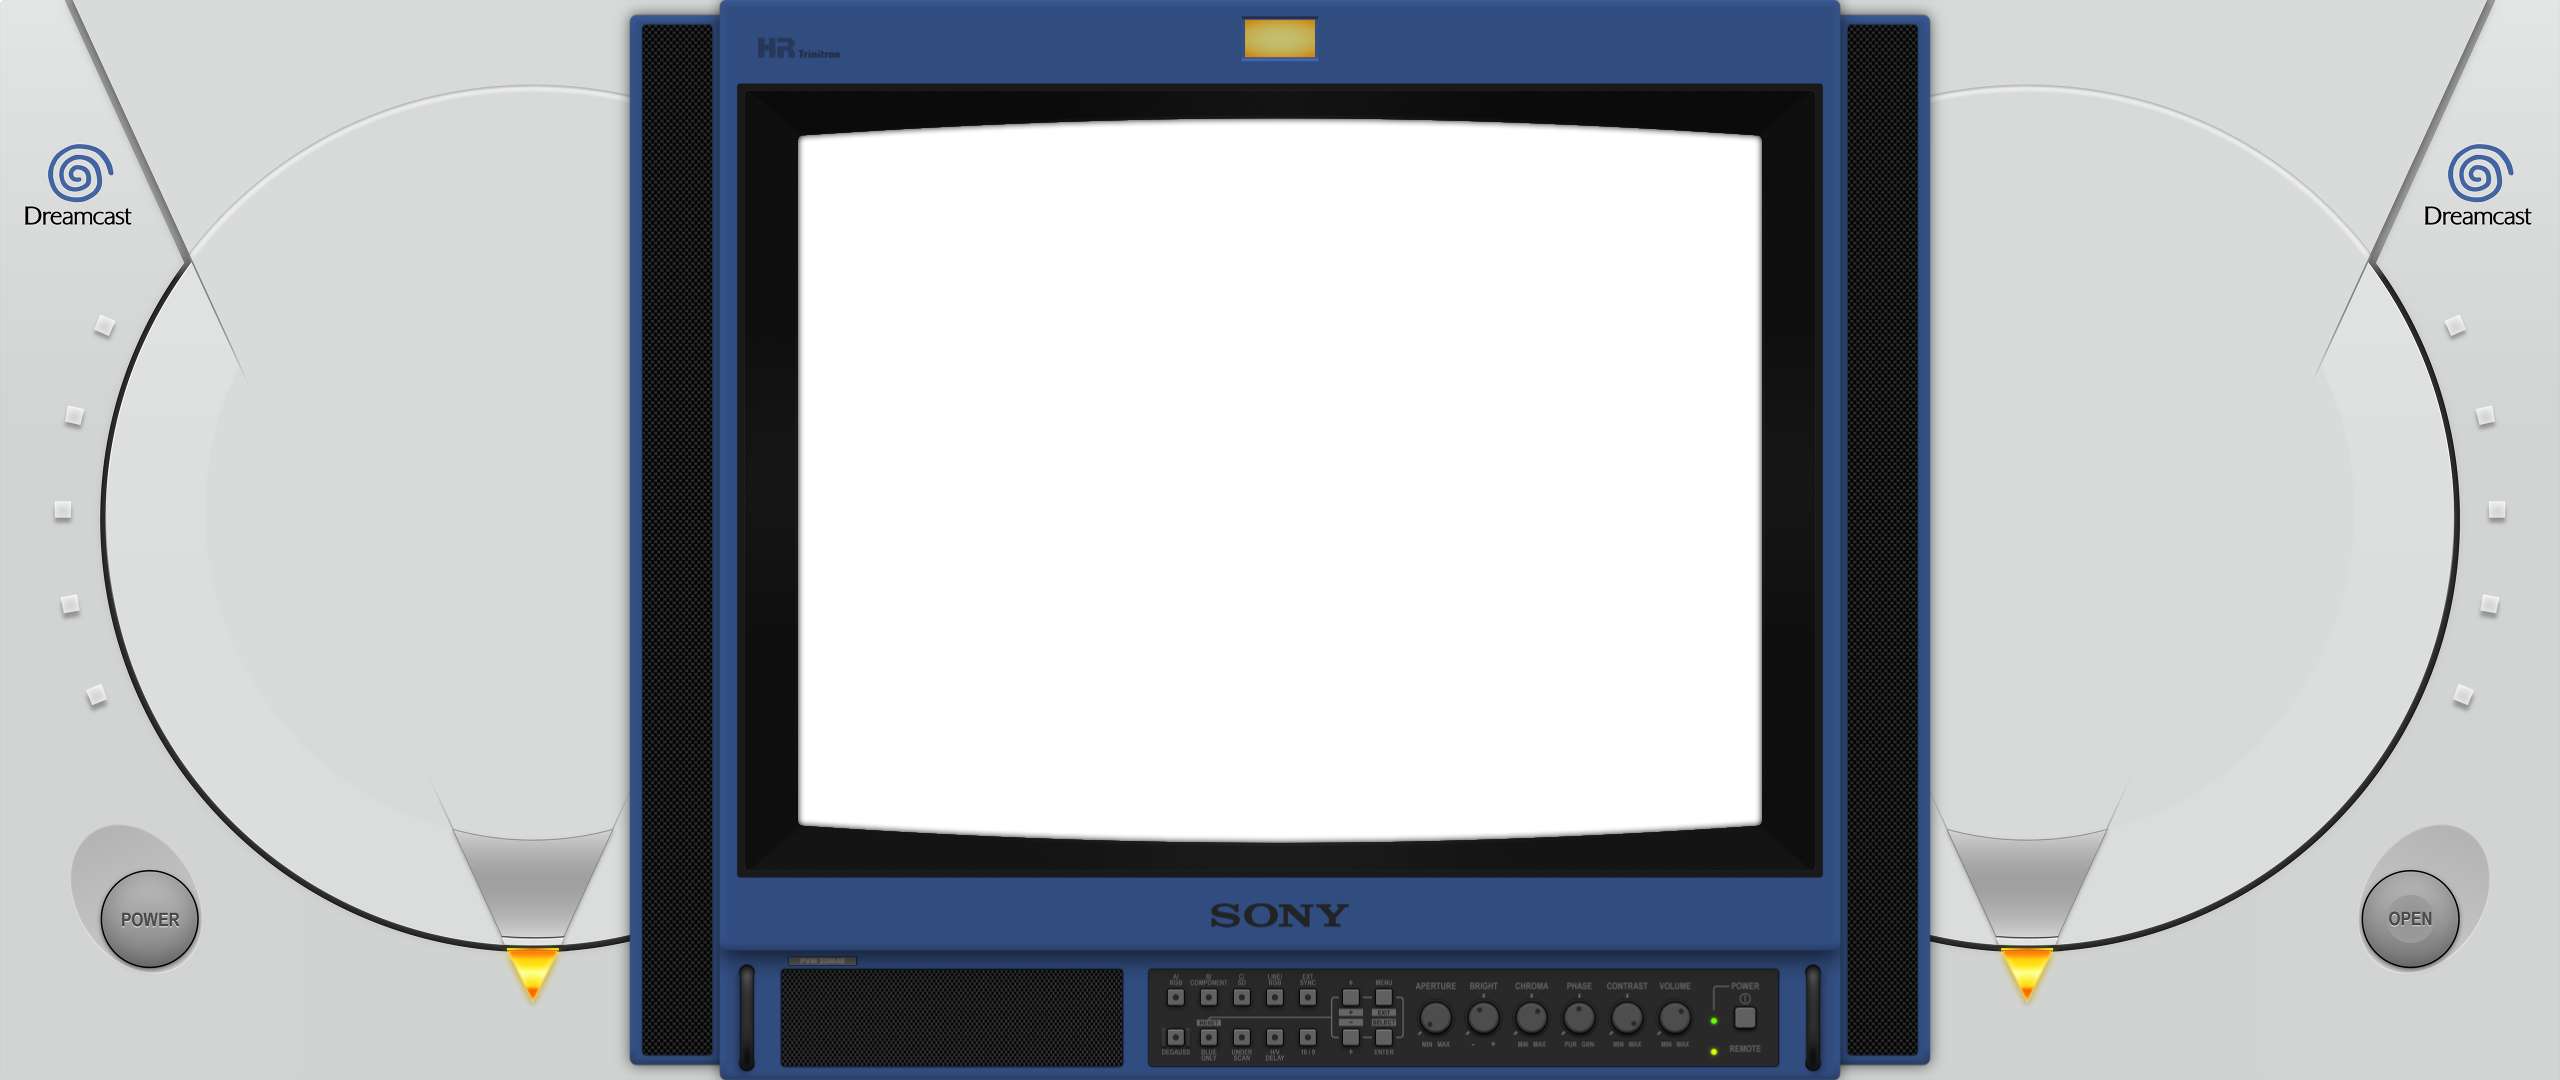 HR Trinitron
Dreamcast
Dreamcast
POWER
OPEN
SONY
PVM 20M4E
A/ RGB
B/ COMPONENT
C/ SD
LINE/ RGB
EXT SYNC
MENU
RESET
EXIT
SELECT
DEGAUSS
BLUE ONLY
UNDER SCAN
H/V DELAY
16 / 9
ENTER
APERTURE
BRIGHT
CHROMA
PHASE
CONTRAST
VOLUME
POWER
MIN MAX
- +
MIN MAX
PUR GRN
MIN MAX
MIN MAX
REMOTE